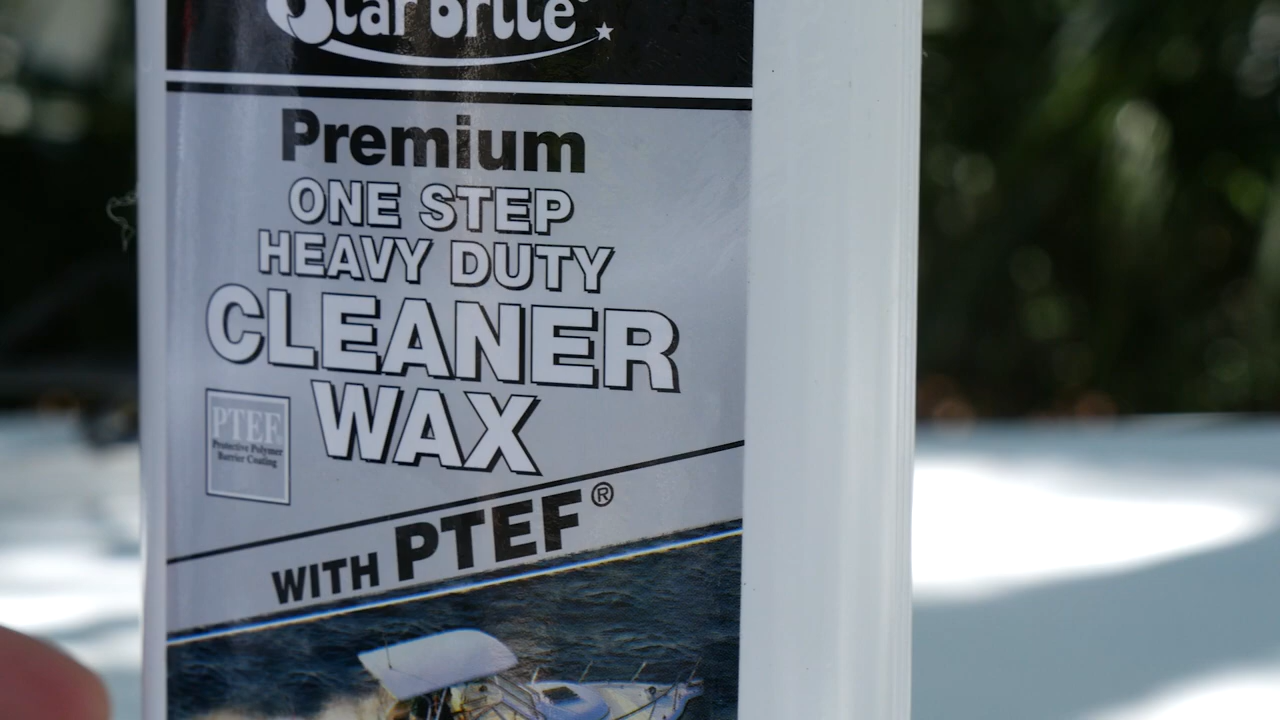 Star brite®
Premium
ONE STEP
HEAVY DUTY
CLEANER
WAX
PTEF®
Protective Polymer
Barrier Coating
WITH PTEF®